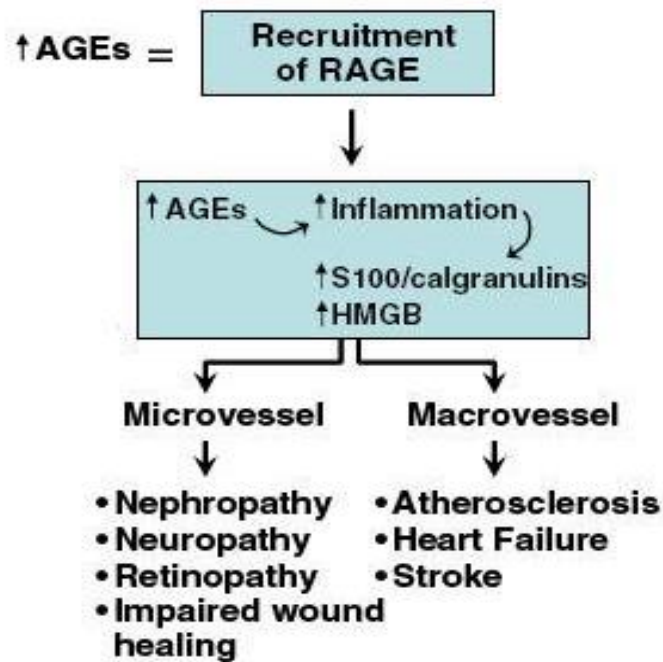 ↑AGEs =
Recruitment
of RAGE
↑AGEs
↑Inflammation
↑S100/calgranulins
↑HMGB
Microvessel
•Nephropathy
•Neuropathy
•Retinopathy
•Impaired wound
healing
Macrovessel
•Atherosclerosis
•Heart Failure
•Stroke